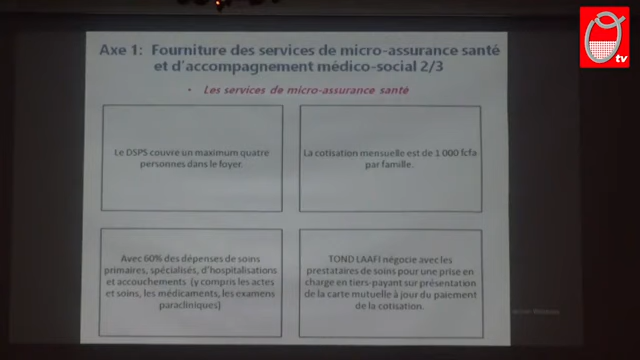 Axe 1: Fourniture des services de micro-assurance santé
et d'accompagnement médico-social 2/3
• Les services de micro-assurance santé
Le DSPS couvre un maximum quatre
personnes dans le foyer.
La cotisation mensuelle est de 1 000 fcfa
par famille.
Avec 60% des dépenses de soins
primaires, spécialisés, d'hospitalisations
et accouchements (y compris les actes
et soins, les médicaments, les examens
paracliniques)
TOND LAAFI négocie avec les
prestataires de soins pour une prise en
charge en tiers-payant sur présentation
de la carte mutuelle à jour du paiement
de la cotisation.
tv